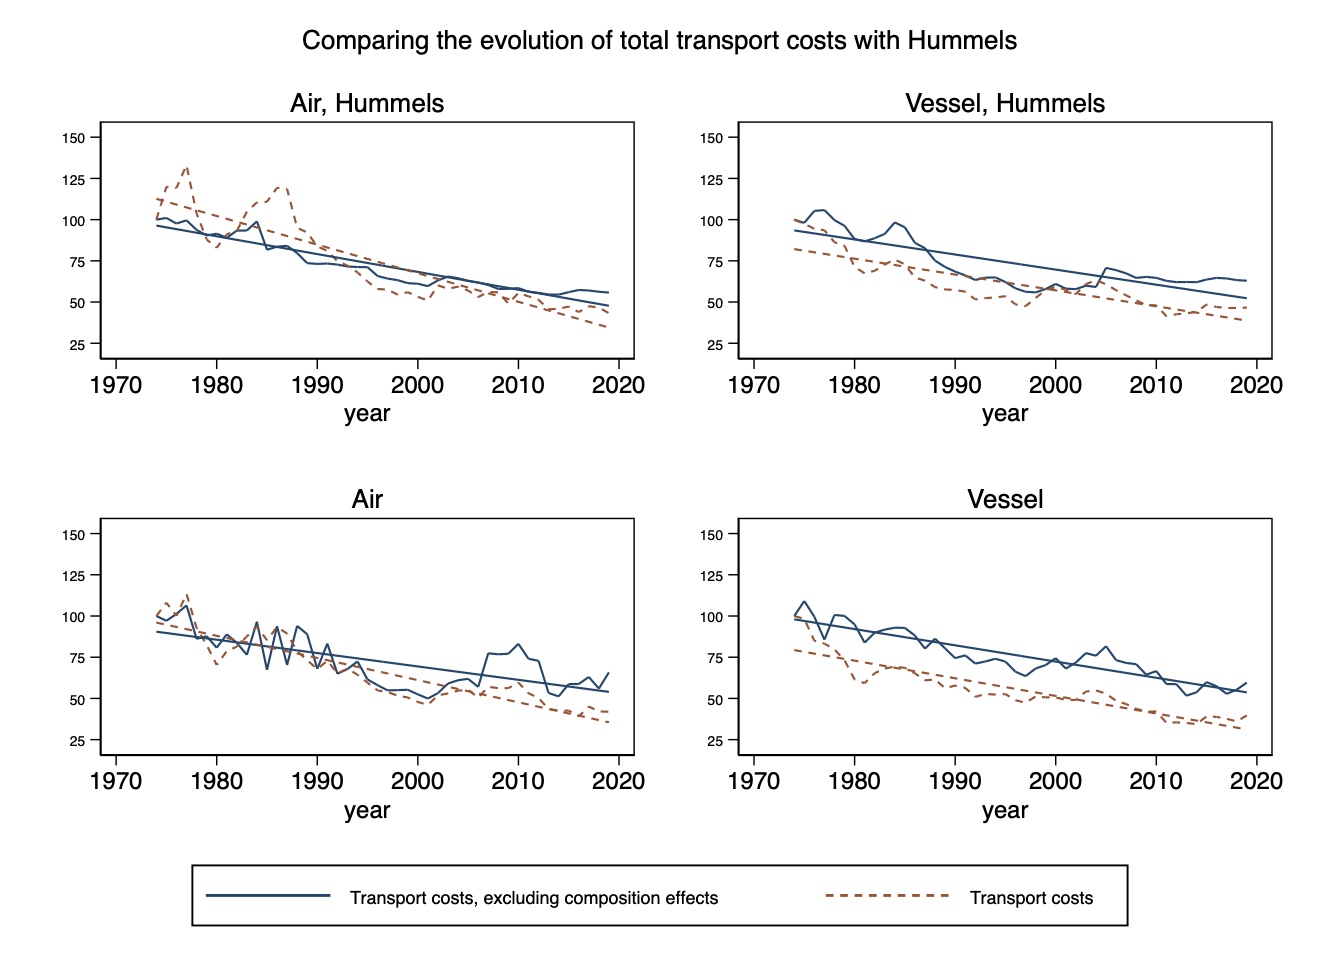 Comparing the evolution of total transport costs with Hummels
Air, Hummels
150
125
100
75
50
25
1970 1980 1990 2000 2010 2020
year
Vessel, Hummels
150
125
100
75
50
25
1970 1980 1990 2000 2010 2020
year
Air
150
125
100
75
50
25
1970 1980 1990 2000 2010 2020
year
Vessel
150
125
100
75
50
25
1970 1980 1990 2000 2010 2020
year
Transport costs, excluding composition effects
Transport costs